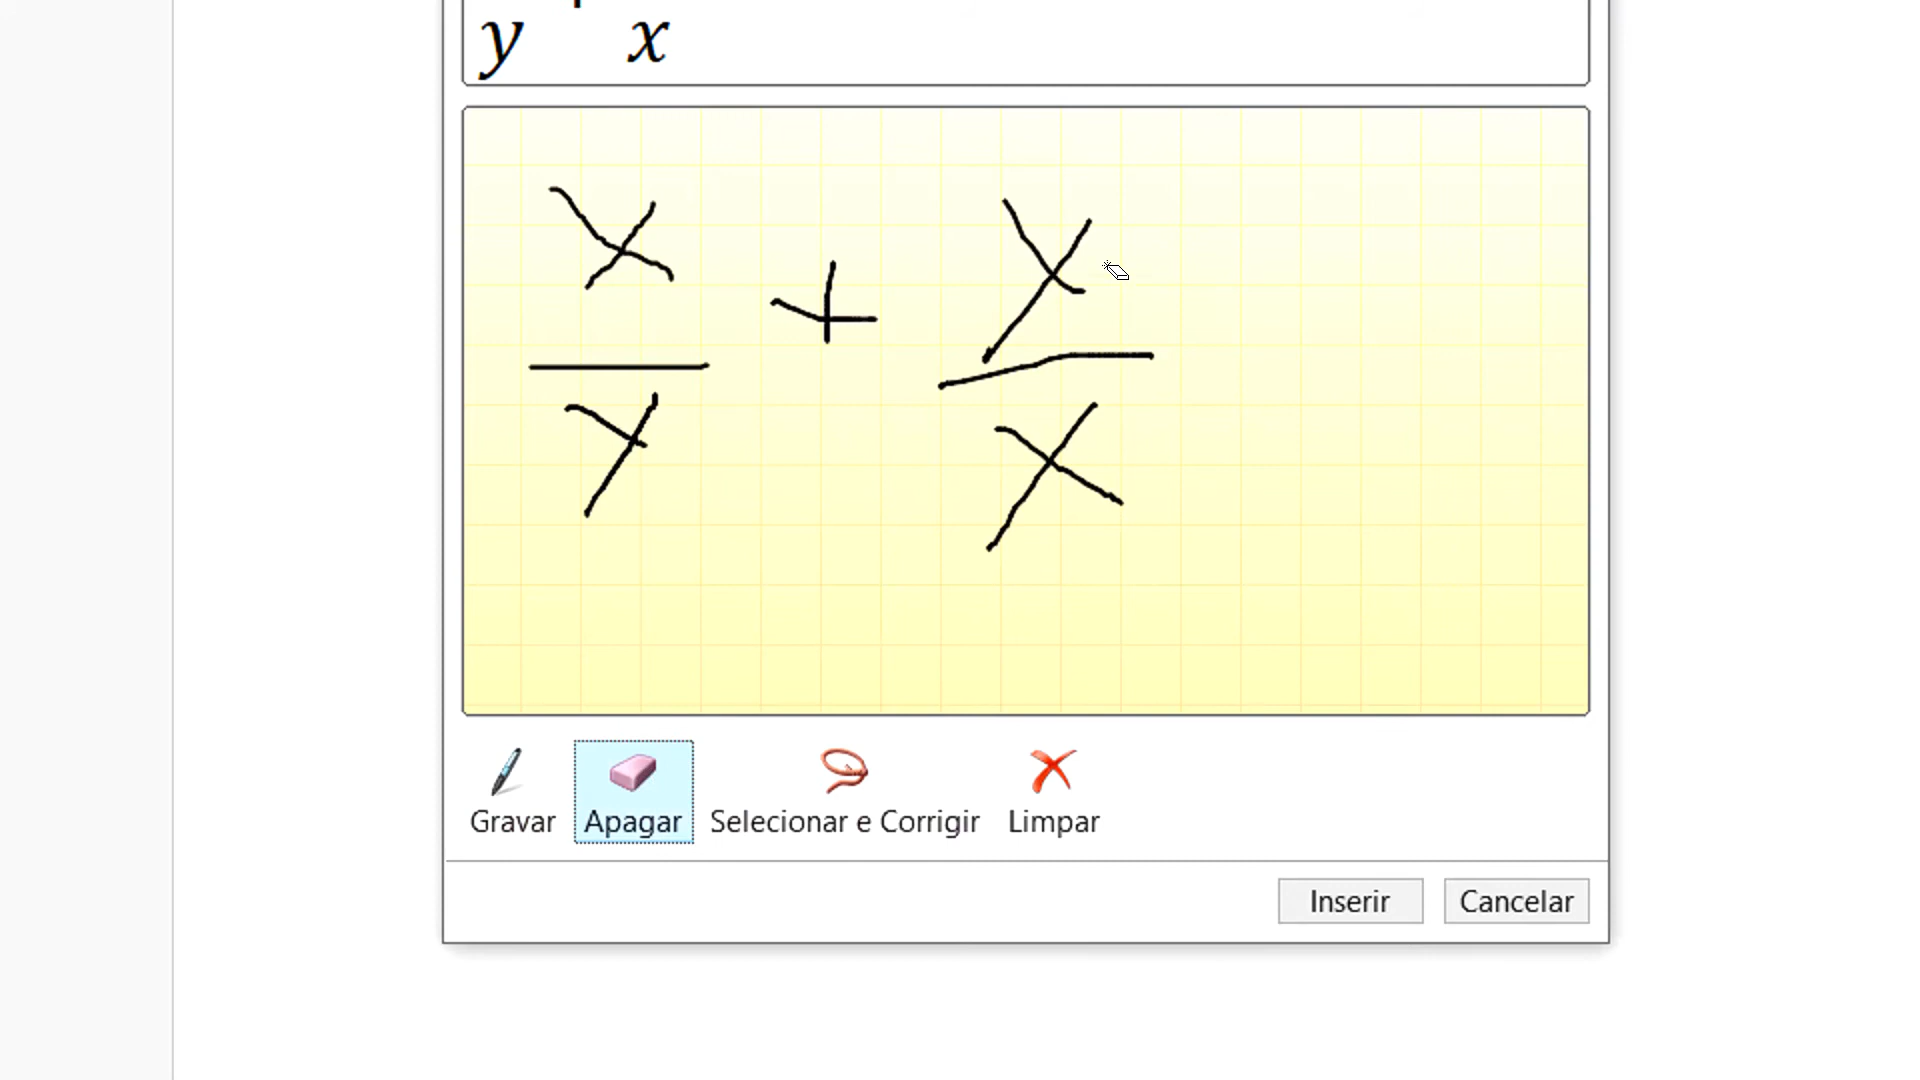 y x
x/y + y/x
Gravar Apagar Selecionar e Corrigir Limpar
Inserir Cancelar